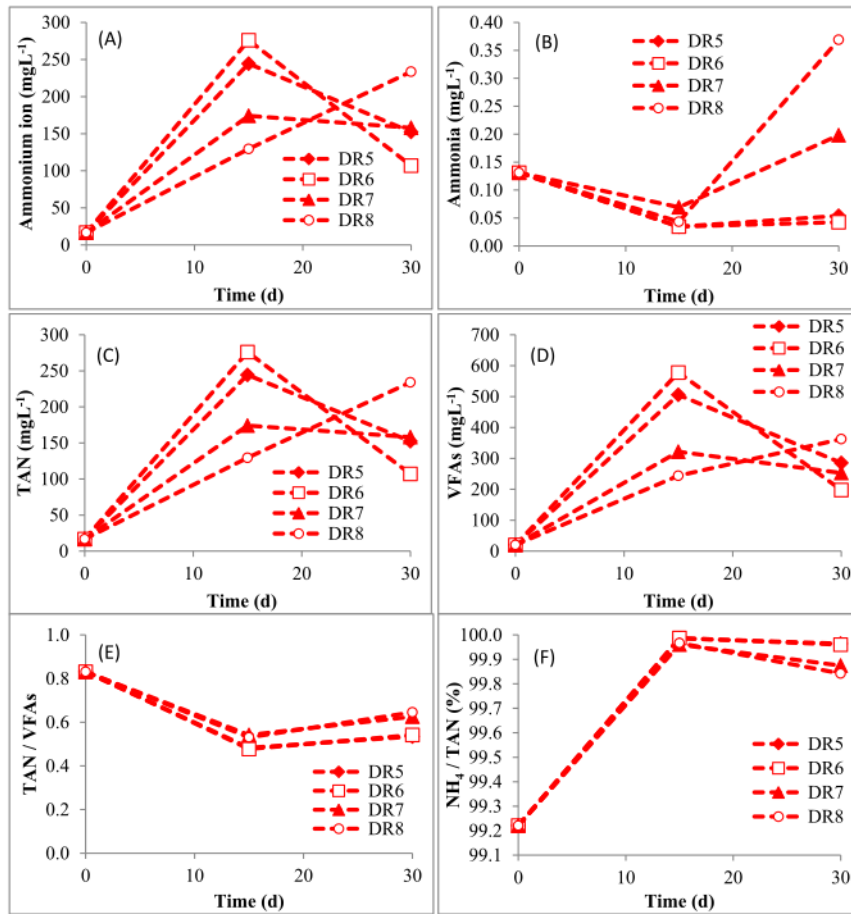 (A)
Ammonium ion (mgL⁻¹)
300
250
200
150
100
50
0
0 10 20 30
Time (d)
DR5
DR6
DR7
DR8
(B)
Ammonia (mgL⁻¹)
0.40
0.35
0.30
0.25
0.20
0.15
0.10
0.05
0.00
0 10 20 30
Time (d)
DR5
DR6
DR7
DR8
(C)
TAN (mgL⁻¹)
300
250
200
150
100
50
0
0 10 20 30
Time (d)
DR5
DR6
DR7
DR8
(D)
VFAs (mgL⁻¹)
700
600
500
400
300
200
100
0
0 10 20 30
Time (d)
DR5
DR6
DR7
DR8
(E)
TAN / VFAs
1.0
0.8
0.6
0.4
0.2
0.0
0 10 20 30
Time (d)
DR5
DR6
DR7
DR8
(F)
NH₄ / TAN (%)
100.0
99.9
99.8
99.7
99.6
99.5
99.4
99.3
99.2
99.1
0 10 20 30
Time (d)
DR5
DR6
DR7
DR8